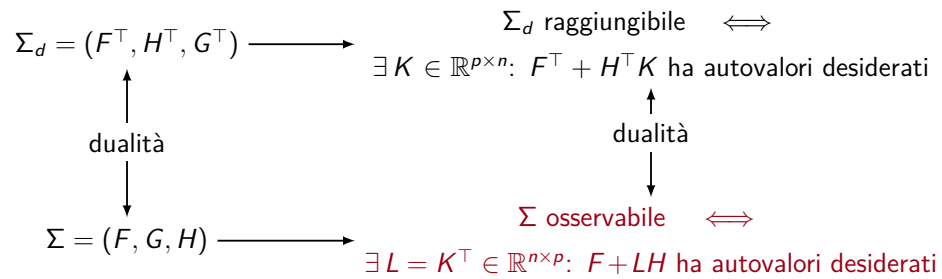 Σ_d raggiungibile ⟺
Σ_d = (F^⊤, H^⊤, G^⊤)
∃ K ∈ ℝ^{p×n}: F^⊤ + H^⊤K ha autovalori desiderati
dualità
dualità
Σ osservabile ⟺
Σ = (F, G, H)
∃ L = K^⊤ ∈ ℝ^{n×p}: F+LH ha autovalori desiderati